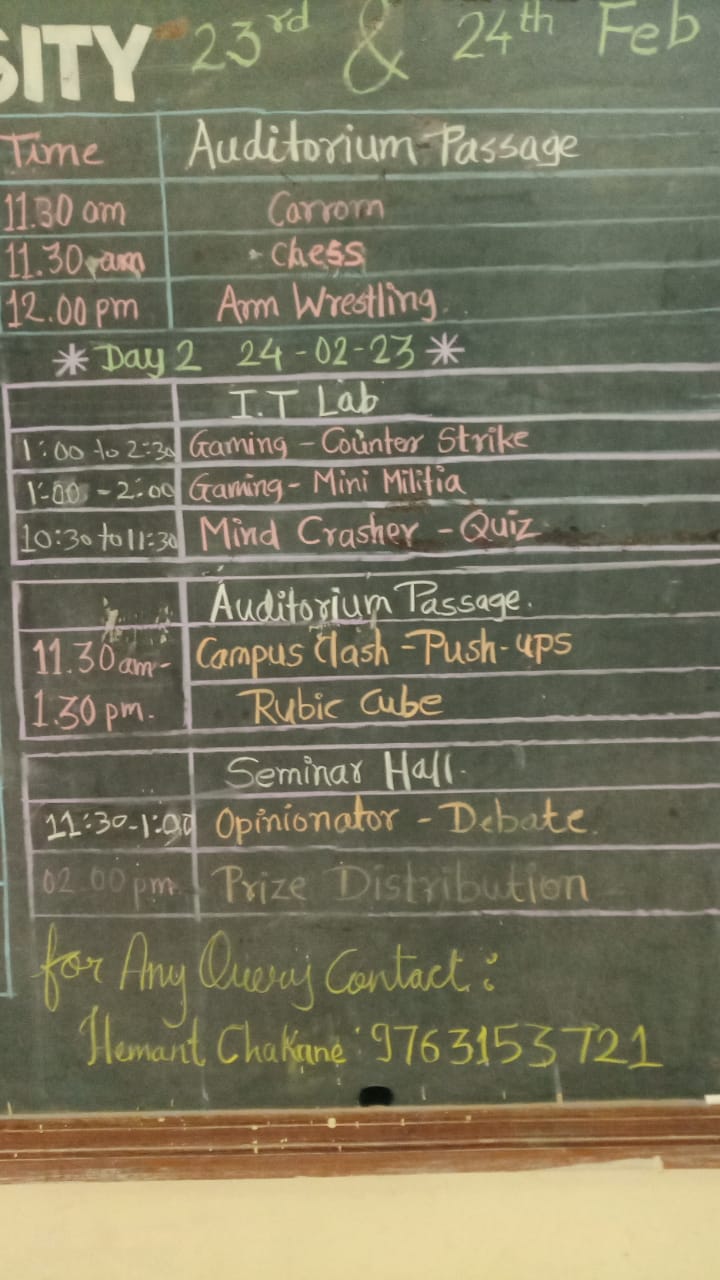 SITY 23rd & 24th Feb
Time Auditorium Passage
11.30 am Carrom
11.30 am Chess
12.00 pm Arm Wrestling
* Day 2 24-02-23 *
I.T Lab
1:00 to 2:30 Gaming - Counter Strike
1:00 - 2:00 Gaming - Mini Militia
10:30 to 11:30 Mind Crasher - Quiz
Auditorium Passage.
11.30 am - Campus Clash - Push-ups
1.30 pm. Rubic Cube
Seminar Hall.
11:30-1:00 Opinionator - Debate
02.00 pm Prize Distribution
for Any Query Contact :
Hemant Chakane : 9763153721